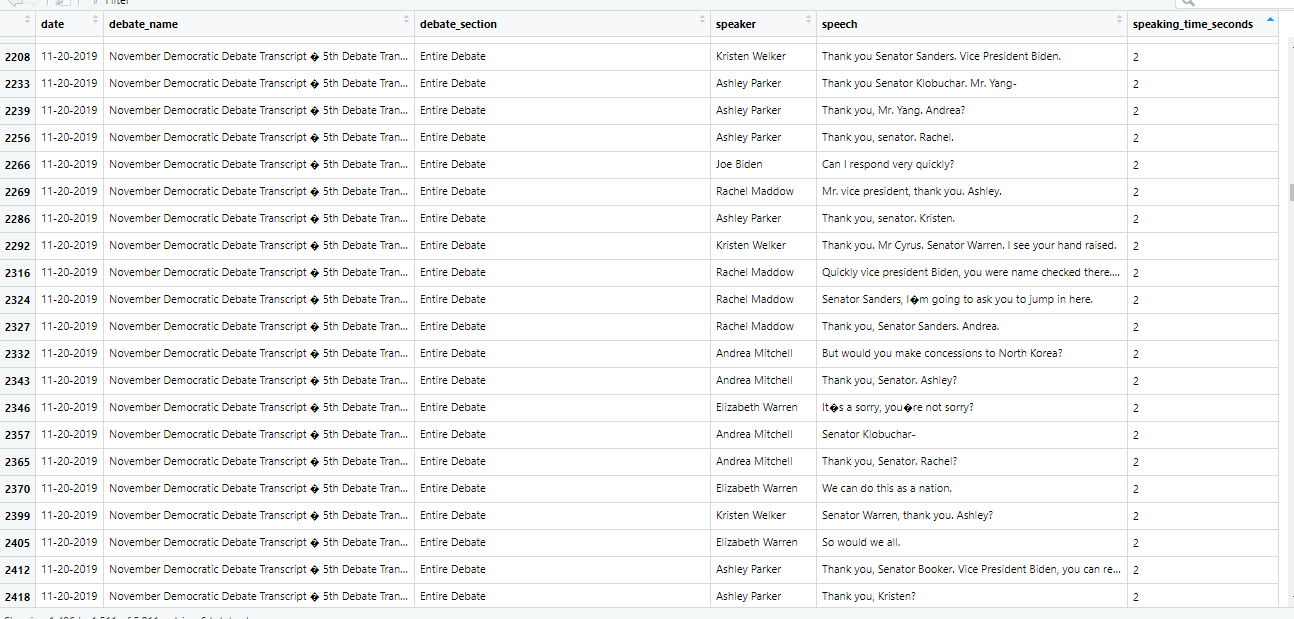 Filter
date debate_name debate_section speaker speech speaking_time_seconds
2208 11-20-2019 November Democratic Debate Transcript � 5th Debate Tran... Entire Debate Kristen Welker Thank you Senator Sanders. Vice President Biden. 2
2233 11-20-2019 November Democratic Debate Transcript � 5th Debate Tran... Entire Debate Ashley Parker Thank you Senator Klobuchar. Mr. Yang- 2
2239 11-20-2019 November Democratic Debate Transcript � 5th Debate Tran... Entire Debate Ashley Parker Thank you, Mr. Yang. Andrea? 2
2256 11-20-2019 November Democratic Debate Transcript � 5th Debate Tran... Entire Debate Ashley Parker Thank you, senator. Rachel. 2
2266 11-20-2019 November Democratic Debate Transcript � 5th Debate Tran... Entire Debate Joe Biden Can I respond very quickly? 2
2269 11-20-2019 November Democratic Debate Transcript � 5th Debate Tran... Entire Debate Rachel Maddow Mr. vice president, thank you. Ashley. 2
2286 11-20-2019 November Democratic Debate Transcript � 5th Debate Tran... Entire Debate Ashley Parker Thank you, senator. Kristen. 2
2292 11-20-2019 November Democratic Debate Transcript � 5th Debate Tran... Entire Debate Kristen Welker Thank you. Mr Cyrus. Senator Warren. I see your hand raised. 2
2316 11-20-2019 November Democratic Debate Transcript � 5th Debate Tran... Entire Debate Rachel Maddow Quickly vice president Biden, you were name checked there.... 2
2324 11-20-2019 November Democratic Debate Transcript � 5th Debate Tran... Entire Debate Rachel Maddow Senator Sanders, I�m going to ask you to jump in here. 2
2327 11-20-2019 November Democratic Debate Transcript � 5th Debate Tran... Entire Debate Rachel Maddow Thank you, Senator Sanders. Andrea. 2
2332 11-20-2019 November Democratic Debate Transcript � 5th Debate Tran... Entire Debate Andrea Mitchell But would you make concessions to North Korea? 2
2343 11-20-2019 November Democratic Debate Transcript � 5th Debate Tran... Entire Debate Andrea Mitchell Thank you, Senator. Ashley? 2
2346 11-20-2019 November Democratic Debate Transcript � 5th Debate Tran... Entire Debate Elizabeth Warren It�s a sorry, you�re not sorry? 2
2357 11-20-2019 November Democratic Debate Transcript � 5th Debate Tran... Entire Debate Andrea Mitchell Senator Klobuchar- 2
2365 11-20-2019 November Democratic Debate Transcript � 5th Debate Tran... Entire Debate Andrea Mitchell Thank you, Senator. Rachel? 2
2370 11-20-2019 November Democratic Debate Transcript � 5th Debate Tran... Entire Debate Elizabeth Warren We can do this as a nation. 2
2399 11-20-2019 November Democratic Debate Transcript � 5th Debate Tran... Entire Debate Kristen Welker Senator Warren, thank you. Ashley? 2
2405 11-20-2019 November Democratic Debate Transcript � 5th Debate Tran... Entire Debate Elizabeth Warren So would we all. 2
2412 11-20-2019 November Democratic Debate Transcript � 5th Debate Tran... Entire Debate Ashley Parker Thank you, Senator Booker. Vice President Biden, you can re... 2
2418 11-20-2019 November Democratic Debate Transcript � 5th Debate Tran... Entire Debate Ashley Parker Thank you, Kristen? 2